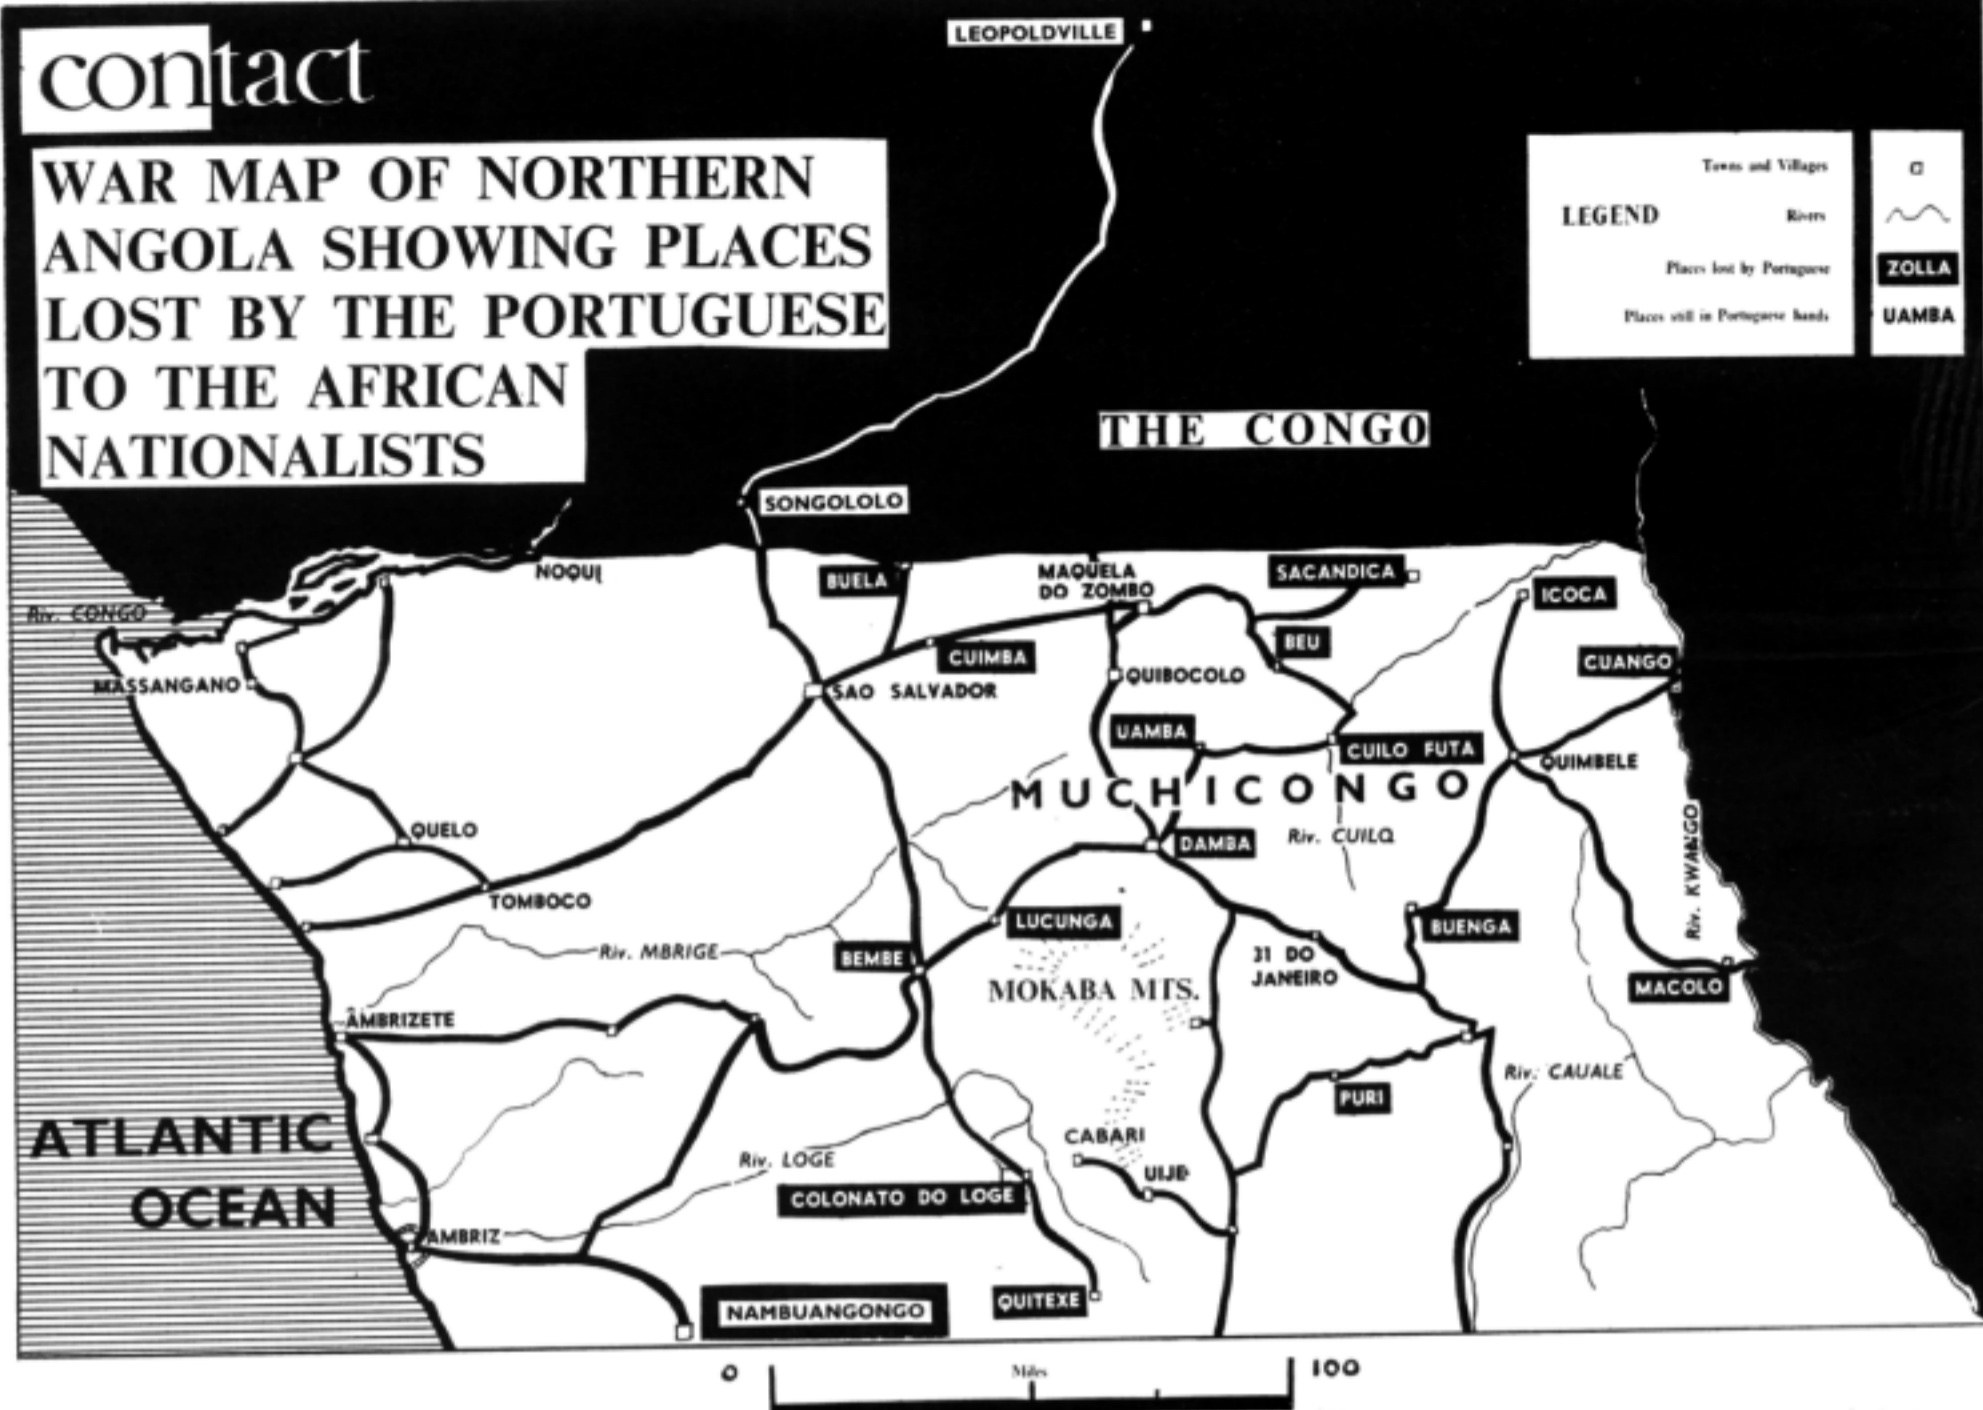 contact
WAR MAP OF NORTHERN
ANGOLA SHOWING PLACES
LOST BY THE PORTUGUESE
TO THE AFRICAN
NATIONALISTS
LEOPOLDVILLE
Towns and Villages
LEGEND
Rivers
Places lost by Portuguese
ZOLLA
Places still in Portuguese hands
UAMBA
THE CONGO
SONGOLOLO
NOQUI
BUELA
MAQUELA
DO ZOMBO
SACANDICA
ICOCA
Riv. CONGO
BEU
CUIMBA
CUANGO
MASSANGANO
SAO SALVADOR
QUIBOCOLO
UAMBA
CUILO FUTA
QUIMBELE
MUCHICONGO
QUELO
DAMBA
Riv. CUILO
Riv. KWANGO
TOMBOCO
LUCUNGA
BUENGA
Riv. MBRIGE
BEMBE
31 DO
JANEIRO
MOKABA MTS.
MACOLO
AMBRIZETE
Riv. CAUALE
PURI
ATLANTIC
OCEAN
CABARI
Riv. LOGE
UIJE
COLONATO DO LOGE
AMBRIZ
NAMBUANGONGO
QUITEXE
0
Miles
100